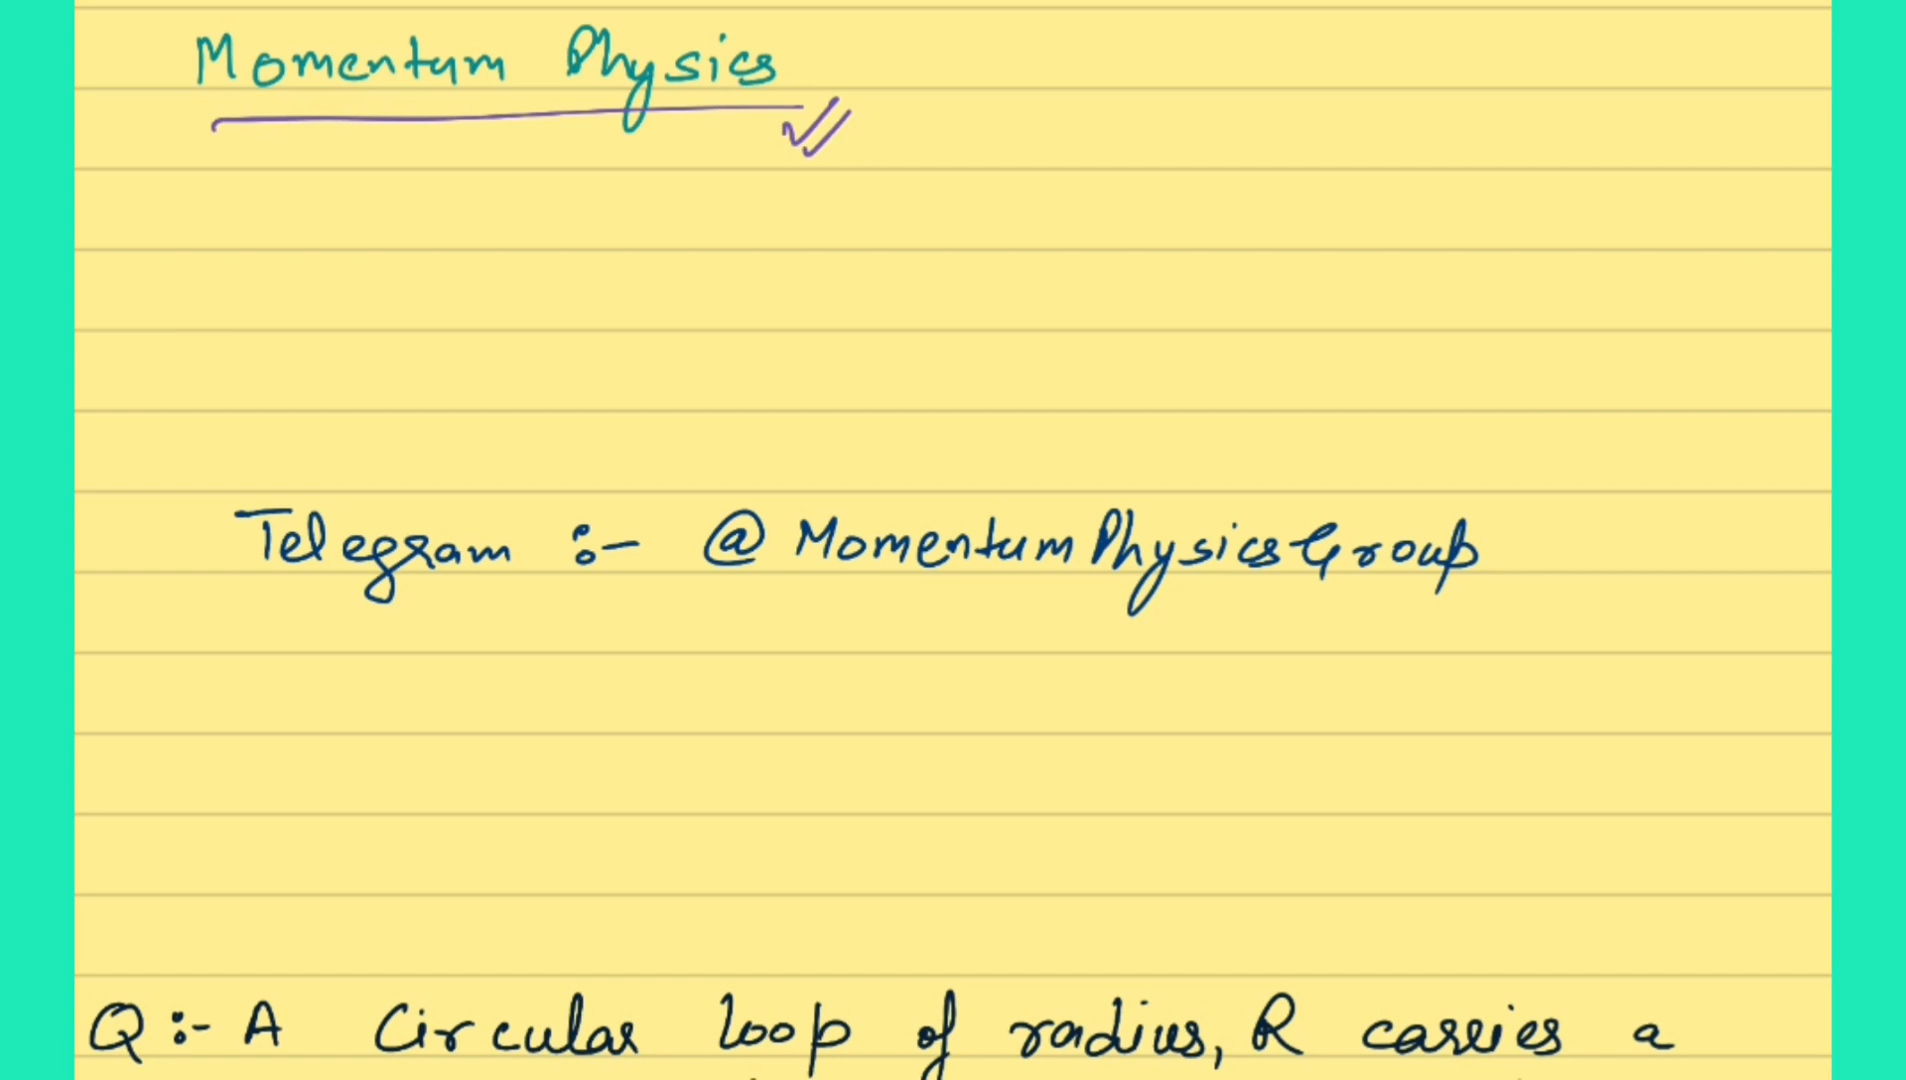 Momentum Physics
Telegram :- @MomentumPhysicsGroup
Q:- A Circular loop of radius, R carries a